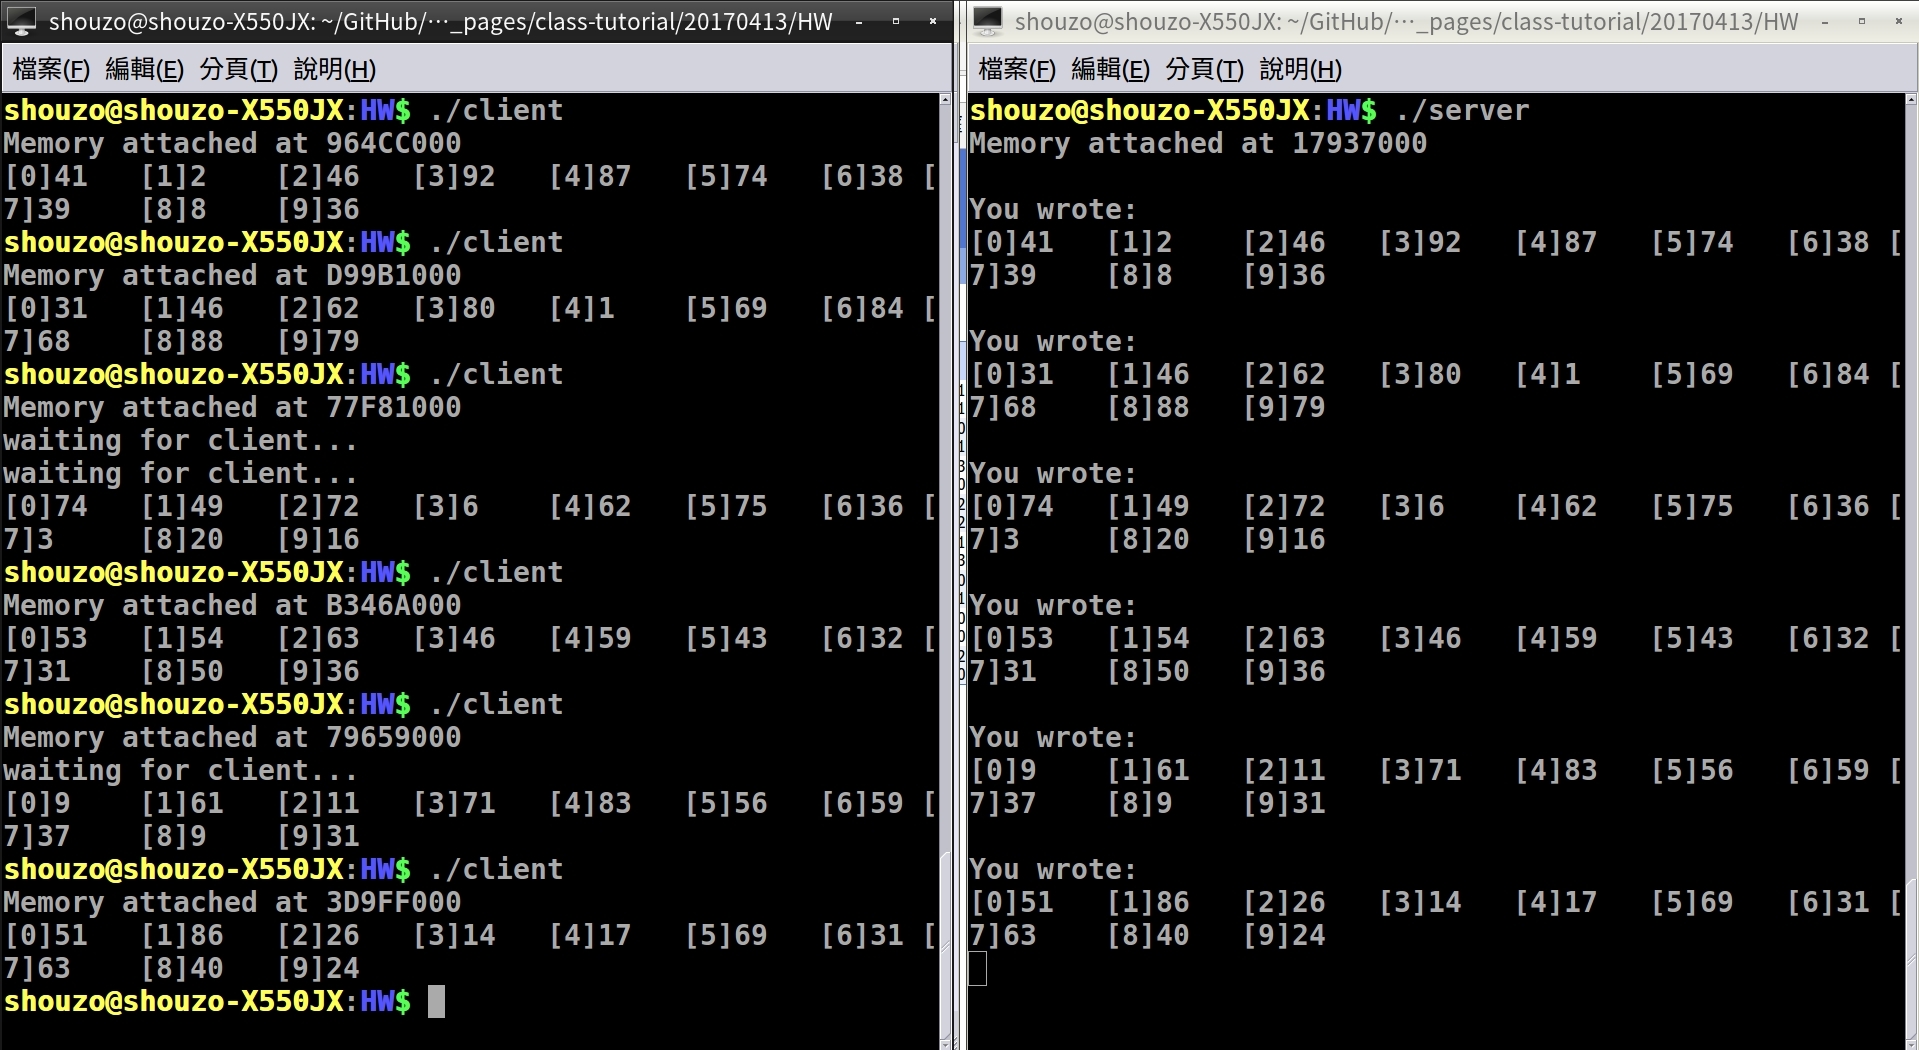 shouzo@shouzo-X550JX: ~/GitHub/··· _pages/class-tutorial/20170413/HW
檔案(F) 編輯(E) 分頁(T) 說明(H)
shouzo@shouzo-X550JX:HW$ ./client
Memory attached at 964CC000
[0]41 [1]2 [2]46 [3]92 [4]87 [5]74 [6]38 [
7]39 [8]8 [9]36
shouzo@shouzo-X550JX:HW$ ./client
Memory attached at D99B1000
[0]31 [1]46 [2]62 [3]80 [4]1 [5]69 [6]84 [
7]68 [8]88 [9]79
shouzo@shouzo-X550JX:HW$ ./client
Memory attached at 77F81000
waiting for client...
waiting for client...
[0]74 [1]49 [2]72 [3]6 [4]62 [5]75 [6]36 [
7]3 [8]20 [9]16
shouzo@shouzo-X550JX:HW$ ./client
Memory attached at B346A000
[0]53 [1]54 [2]63 [3]46 [4]59 [5]43 [6]32 [
7]31 [8]50 [9]36
shouzo@shouzo-X550JX:HW$ ./client
Memory attached at 79659000
waiting for client...
[0]9 [1]61 [2]11 [3]71 [4]83 [5]56 [6]59 [
7]37 [8]9 [9]31
shouzo@shouzo-X550JX:HW$ ./client
Memory attached at 3D9FF000
[0]51 [1]86 [2]26 [3]14 [4]17 [5]69 [6]31 [
7]63 [8]40 [9]24
shouzo@shouzo-X550JX:HW$
shouzo@shouzo-X550JX: ~/GitHub/··· _pages/class-tutorial/20170413/HW
檔案(F) 編輯(E) 分頁(T) 說明(H)
shouzo@shouzo-X550JX:HW$ ./server
Memory attached at 17937000
You wrote:
[0]41 [1]2 [2]46 [3]92 [4]87 [5]74 [6]38 [
7]39 [8]8 [9]36
You wrote:
[0]31 [1]46 [2]62 [3]80 [4]1 [5]69 [6]84 [
7]68 [8]88 [9]79
You wrote:
[0]74 [1]49 [2]72 [3]6 [4]62 [5]75 [6]36 [
7]3 [8]20 [9]16
You wrote:
[0]53 [1]54 [2]63 [3]46 [4]59 [5]43 [6]32 [
7]31 [8]50 [9]36
You wrote:
[0]9 [1]61 [2]11 [3]71 [4]83 [5]56 [6]59 [
7]37 [8]9 [9]31
You wrote:
[0]51 [1]86 [2]26 [3]14 [4]17 [5]69 [6]31 [
7]63 [8]40 [9]24